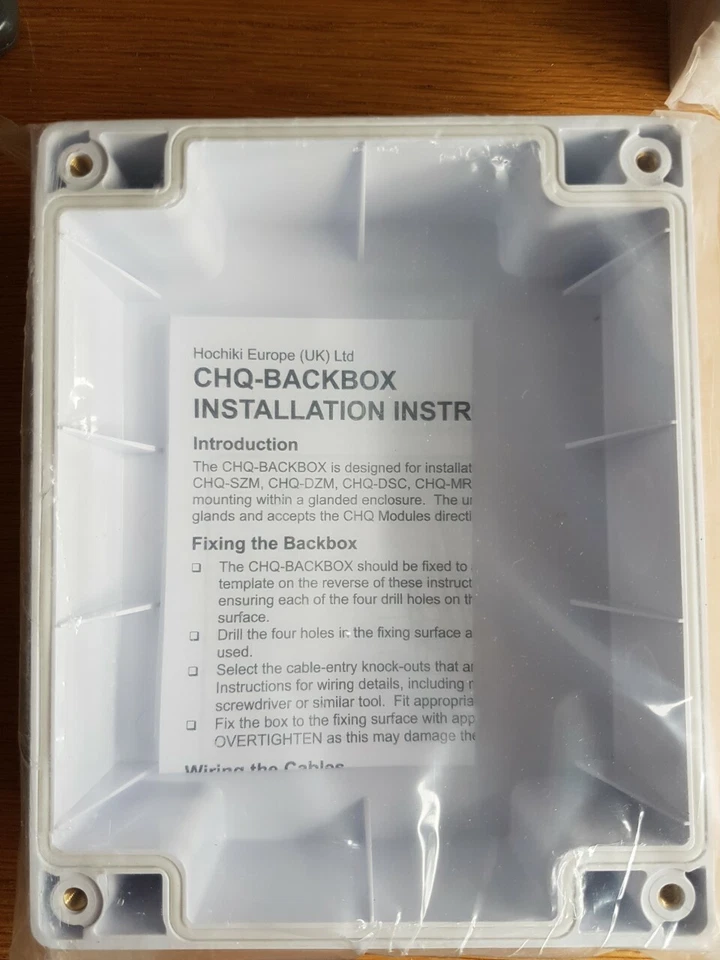 Hochiki Europe (UK) Ltd
CHQ-BACKBOX
INSTALLATION INSTR
Introduction
The CHQ-BACKBOX is designed for installat
CHQ-SZM, CHQ-DZM, CHQ-DSC, CHQ-MR
mounting within a glanded enclosure. The un
glands and accepts the CHQ Modules directl
Fixing the Backbox
❑ The CHQ-BACKBOX should be fixed to
template on the reverse of these instruct
ensuring each of the four drill holes on th
surface.
❑ Drill the four holes in the fixing surface a
used.
❑ Select the cable-entry knock-outs that ar
Instructions for wiring details, including
screwdriver or similar tool. Fit appropria
❑ Fix the box to the fixing surface with app
OVERTIGHTEN as this may damage the
Wiring the Cables